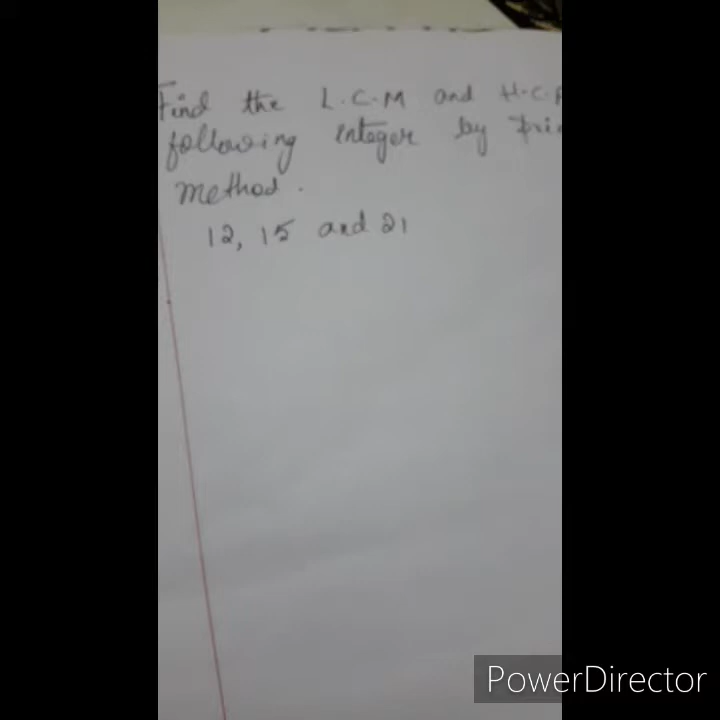 Find the L.C.M and H.C.F
following integer by
method.
12, 15 and 21
PowerDirector